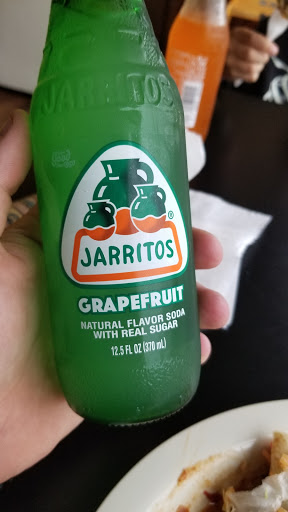 JARRITOS
®
JARRITOS
GRAPEFRUIT
NATURAL FLAVOR SODA
WITH REAL SUGAR
12.5 FL OZ (370 mL)